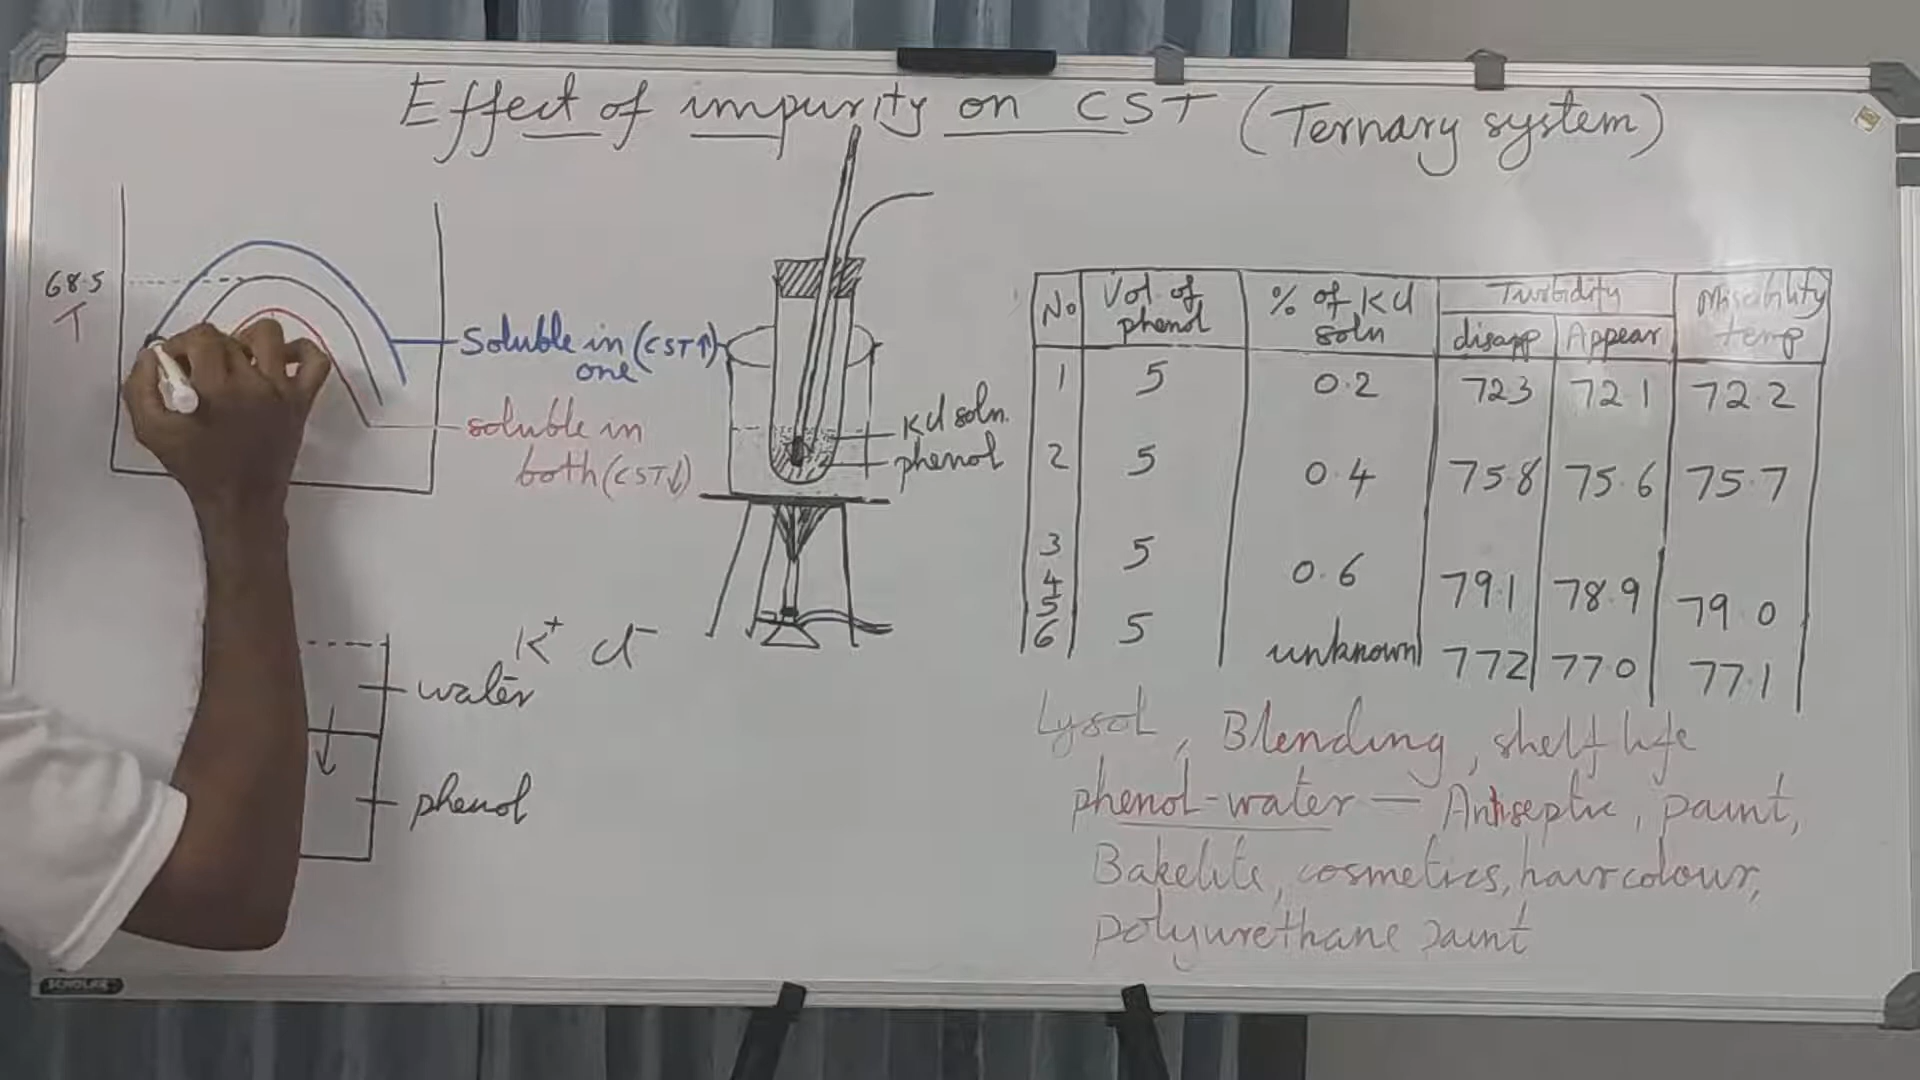 Effect of impurity on CST (Ternary system)
68.5
T
Soluble in (CST↑)
one
soluble in
both (CST↓)
KCl soln.
phenol
K+ Cl-
water
phenol
No
Vol. of
phenol
% of KCl
soln
Turbidity
disapp
Appear
Miscibility
temp
1 5 0.2 72.3 72.1 72.2
2 5 0.4 75.8 75.6 75.7
3 5 0.6 79.1 78.9 79.0
4
5
6 5 unknown 77.2 77.0 77.1
Lysol, Blending, shelf life
phenol-water — Antiseptic, paint,
Bakelite, cosmetics, hair colour,
polyurethane paint
SCHOLAR